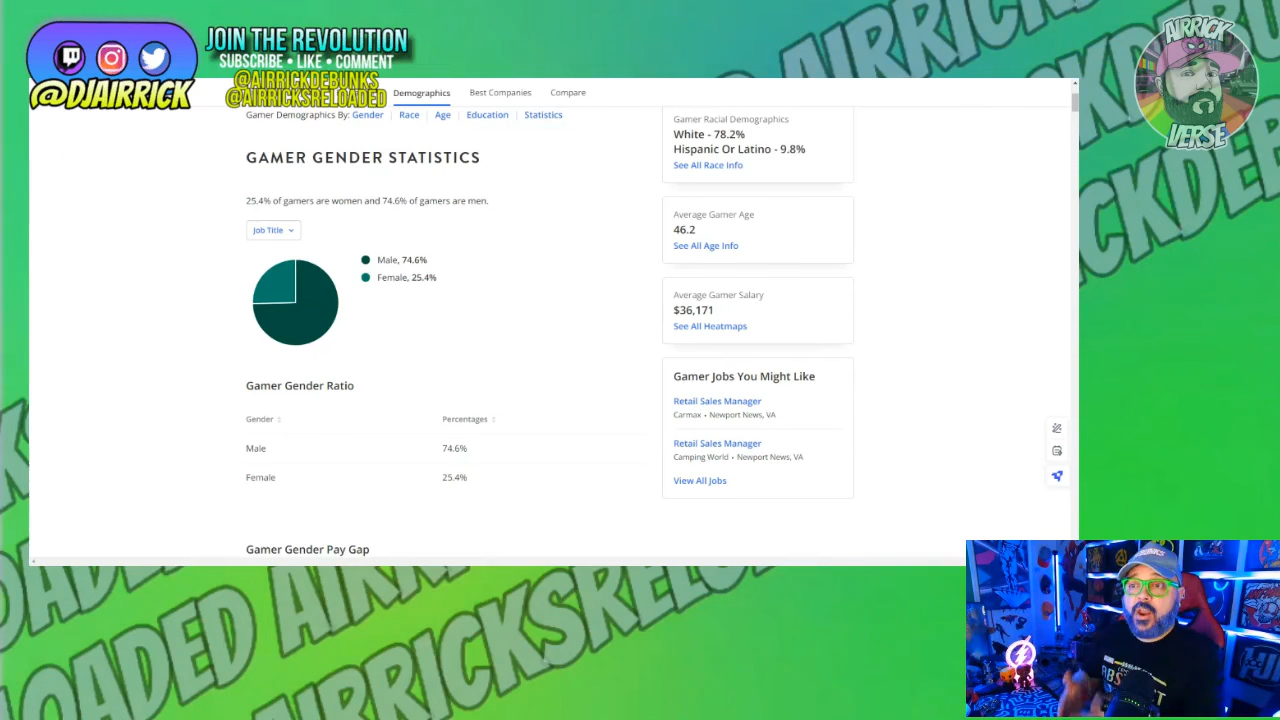 JOIN THE REVOLUTION
SUBSCRIBE • LIKE • COMMENT
@AIRRICKDEBUNKS
@AIRRICKSRELOADED
@DJAIRRICK
AIRRICK
VERSE
Demographics
Best Companies
Compare
Gamer Demographics By: Gender | Race | Age | Education | Statistics
GAMER GENDER STATISTICS
25.4% of gamers are women and 74.6% of gamers are men.
Job Title
Male, 74.6%
Female, 25.4%
Gamer Gender Ratio
Gender Percentages
Male 74.6%
Female 25.4%
Gamer Gender Pay Gap
Gamer Racial Demographics
White - 78.2%
Hispanic Or Latino - 9.8%
See All Race Info
Average Gamer Age
46.2
See All Age Info
Average Gamer Salary
$36,171
See All Heatmaps
Gamer Jobs You Might Like
Retail Sales Manager
Carmax • Newport News, VA
Retail Sales Manager
Camping World • Newport News, VA
View All Jobs
LOADED AIRRICKSRELOADED